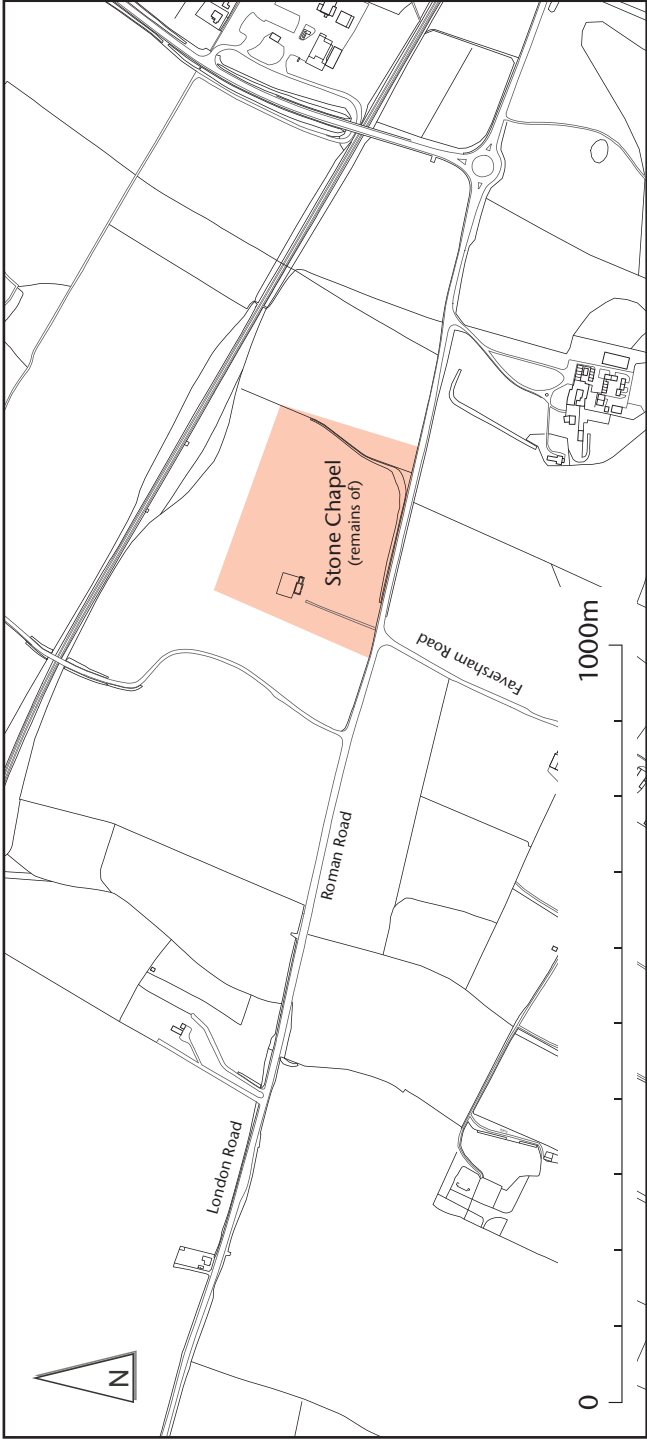 N
London Road
Roman Road
Stone Chapel
(remains of)
Faversham Road
0
1000m